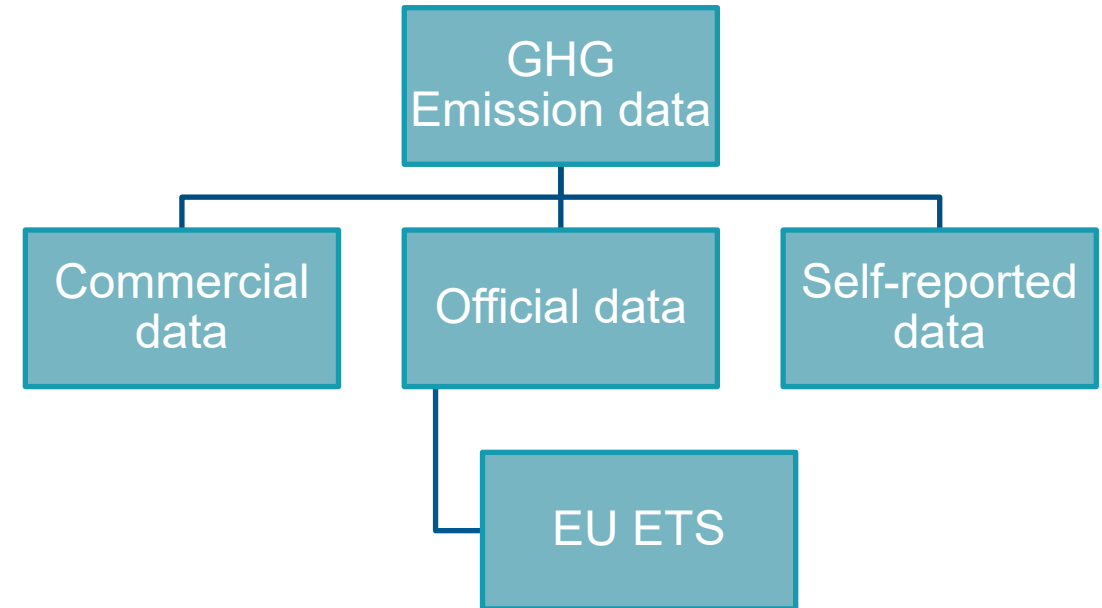 GHG
Emission data
Commercial
data
Official data
Self-reported
data
EU ETS